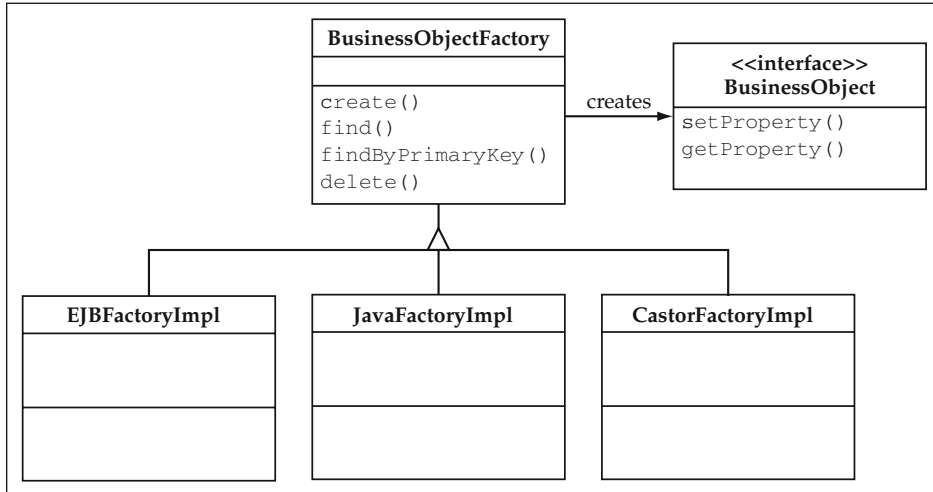 BusinessObjectFactory
create()
find()
findByPrimaryKey()
delete()
creates
<<interface>>
BusinessObject
setProperty()
getProperty()
EJBFactoryImpl
JavaFactoryImpl
CastorFactoryImpl